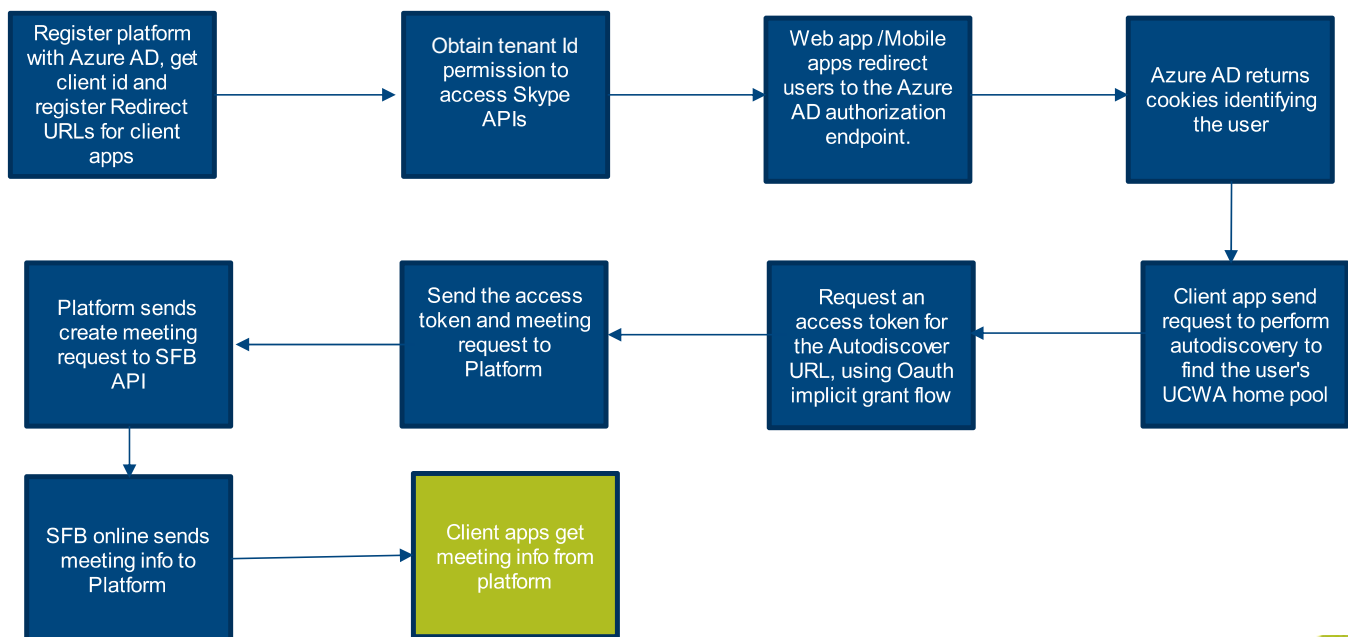 Register platform
with Azure AD, get
client id and
register Redirect
URLs for client
apps
Obtain tenant Id
permission to
access Skype
APIs
Web app /Mobile
apps redirect
users to the Azure
AD authorization
endpoint.
Azure AD returns
cookies identifying
the user
Client app send
request to perform
autodiscovery to
find the user's
UCWA home pool
Request an
access token for
the Autodiscover
URL, using Oauth
implicit grant flow
Send the access
token and meeting
request to
Platform
Platform sends
create meeting
request to SFB
API
SFB online sends
meeting info to
Platform
Client apps get
meeting info from
platform